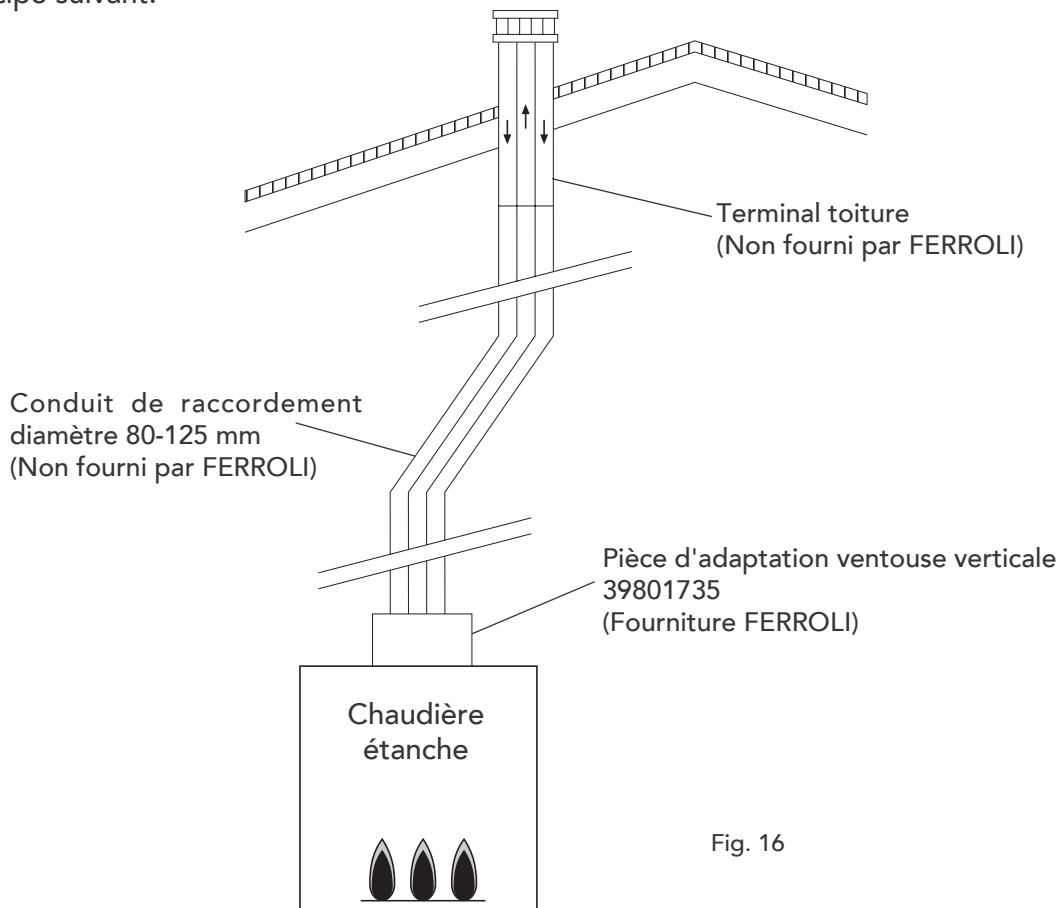 suivant.
Terminal toiture
(Non fourni par FERROLI)
Conduit de raccordement
diamètre 80-125 mm
(Non fourni par FERROLI)
Pièce d'adaptation ventouse verticale
39801735
(Fourniture FERROLI)
Chaudière
étanche
Fig. 16